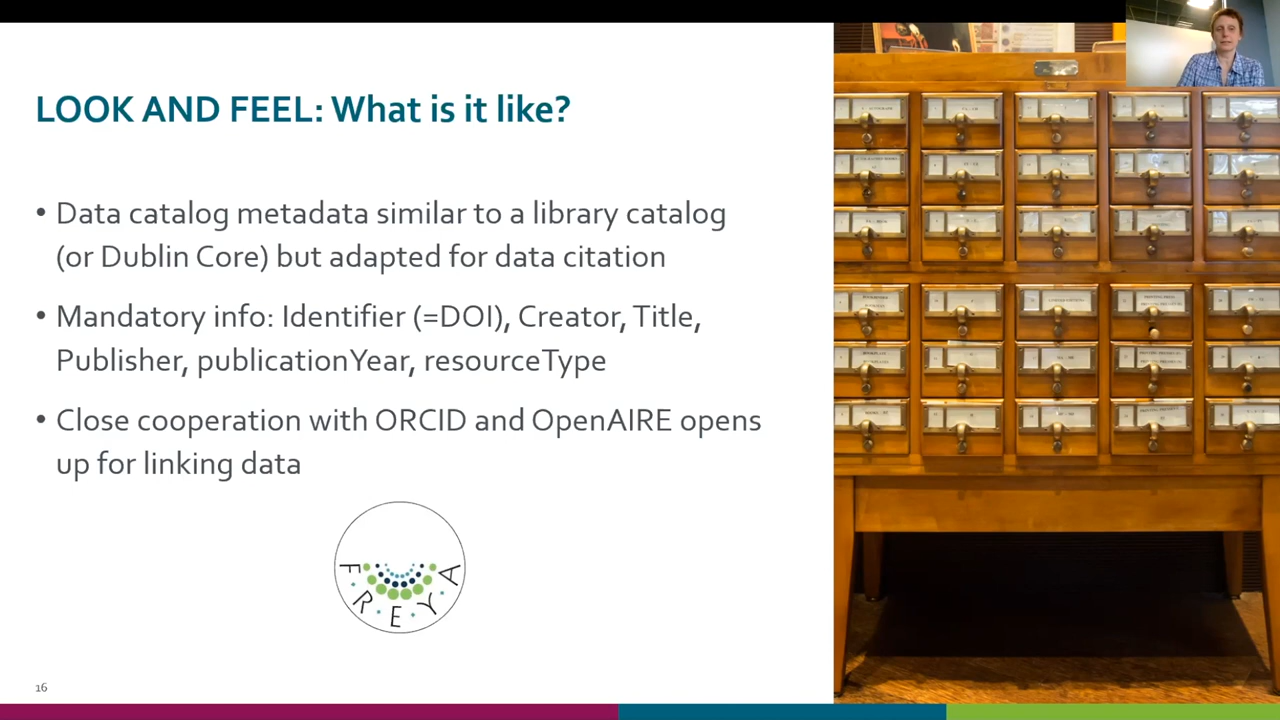 LOOK AND FEEL: What is it like?
• Data catalog metadata similar to a library catalog
(or Dublin Core) but adapted for data citation
• Mandatory info: Identifier (=DOI), Creator, Title,
Publisher, publicationYear, resourceType
• Close cooperation with ORCID and OpenAIRE opens
up for linking data
F·R·E·Y·A
16